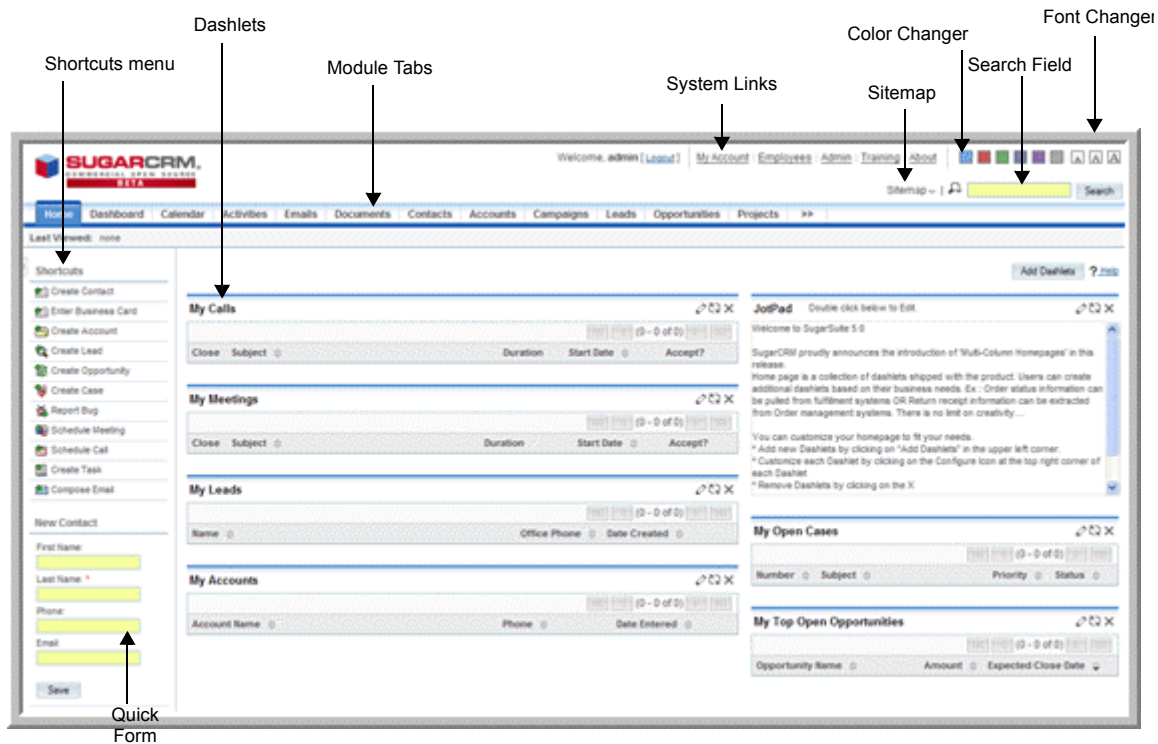 Font Changer
Dashlets
Color Changer
Shortcuts menu
Module Tabs
Search Field
System Links
Sitemap
SUGARCRM.
COMMERCIAL OPEN SOURCE
BETA
Welcome, admin [ Logout ] My Account Employees Admin Training About A A A
Sitemap Search
Home Dashboard Calendar Activities Emails Documents Contacts Accounts Campaigns Leads Opportunities Projects >>
Last Viewed: none
Shortcuts
Create Contact
Enter Business Card
Create Account
Create Lead
Create Opportunity
Create Case
Report Bug
Schedule Meeting
Schedule Call
Create Task
Compose Email
New Contact
First Name:
Last Name: *
Phone:
Email:
Save
Quick
Form
Add Dashlets ? Help
My Calls
(0 - 0 of 0)
Close Subject Duration Start Date Accept?
My Meetings
(0 - 0 of 0)
Close Subject Duration Start Date Accept?
My Leads
(0 - 0 of 0)
Name Office Phone Date Created
My Accounts
(0 - 0 of 0)
Account Name Phone Date Entered
JotPad Double click below to Edit.
Welcome to SugarSuite 5.0
SugarCRM proudly announces the introduction of 'Multi-Column Homepages' in this
release.
Home page is a collection of dashlets shipped with the product. Users can create
additional dashlets based on their business needs. Ex : Order status information can
be pulled from fulfilment systems OR Return receipt information can be extracted
from Order management systems. There is no limit on creativity....
You can customize your homepage to fit your needs.
* Add new Dashlets by clicking on "Add Dashlets" in the upper left corner.
* Customize each Dashlet by clicking on the Configure Icon at the top right corner of
each Dashlet
* Remove Dashlets by clicking on the X.
My Open Cases
(0 - 0 of 0)
Number Subject Priority Status
My Top Open Opportunities
(0 - 0 of 0)
Opportunity Name Amount Expected Close Date